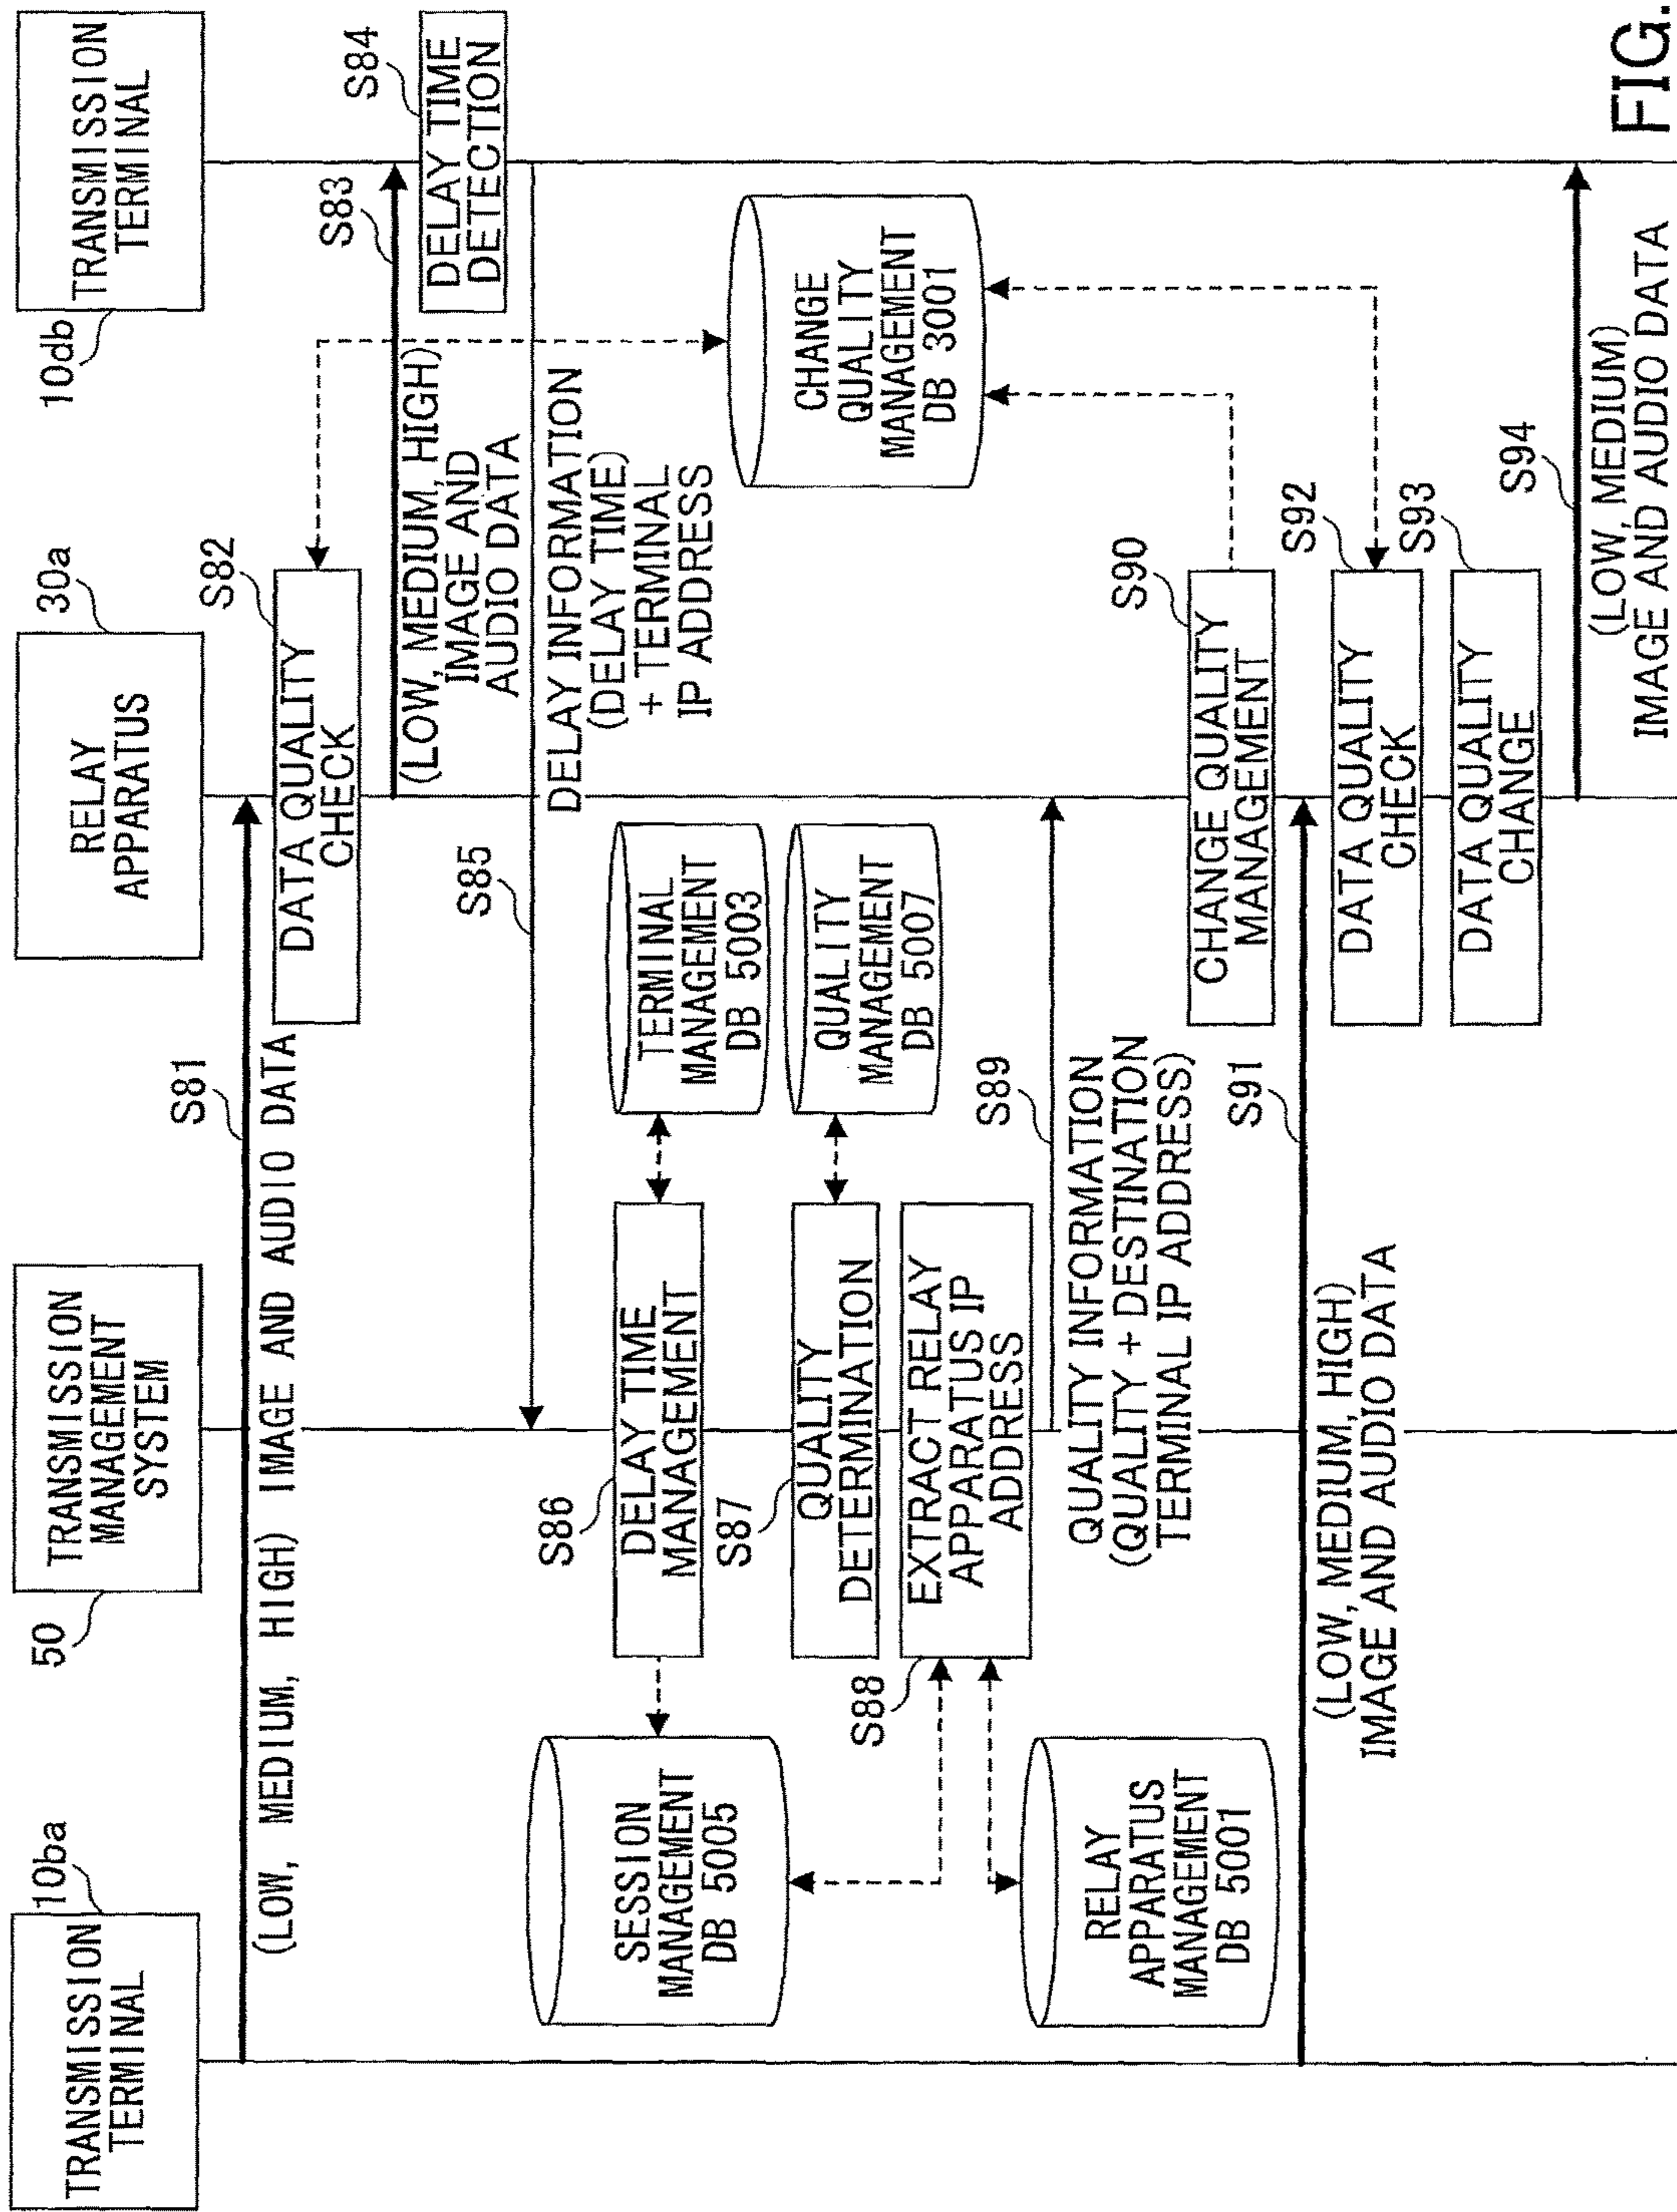 TRANSMISSION
TERMINAL
10ba
50
TRANSMISSION
MANAGEMENT
SYSTEM
30a
RELAY
APPARATUS
10db
TRANSMISSION
TERMINAL
S81
(LOW, MEDIUM, HIGH) IMAGE AND AUDIO DATA
S82
DATA QUALITY
CHECK
S83
(LOW, MEDIUM, HIGH)
IMAGE AND
AUDIO DATA
S84
DELAY TIME
DETECTION
S85
DELAY INFORMATION
(DELAY TIME)
+ TERMINAL
IP ADDRESS
S86
DELAY TIME
MANAGEMENT
TERMINAL
MANAGEMENT
DB 5003
SESSION
MANAGEMENT
DB 5005
CHANGE
QUALITY
MANAGEMENT
DB 3001
S87
QUALITY
DETERMINATION
QUALITY
MANAGEMENT
DB 5007
S88
EXTRACT RELAY
APPARATUS IP
ADDRESS
RELAY
APPARATUS
MANAGEMENT
DB 5001
S89
QUALITY INFORMATION
(QUALITY + DESTINATION
TERMINAL IP ADDRESS)
S90
CHANGE QUALITY
MANAGEMENT
S91
(LOW, MEDIUM, HIGH)
IMAGE AND AUDIO DATA
S92
DATA QUALITY
CHECK
S93
DATA QUALITY
CHANGE
S94
(LOW, MEDIUM)
IMAGE AND AUDIO DATA
FIG.